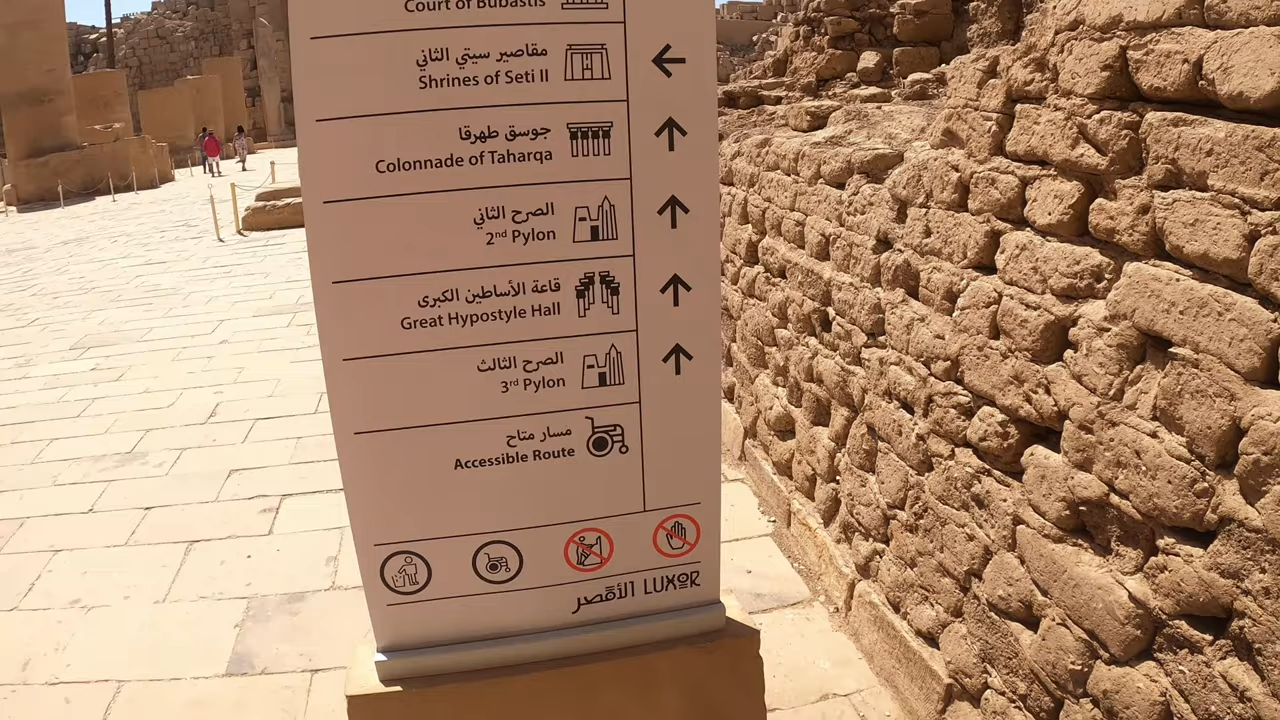 Court of Bubastis
مقاصير سيتي الثاني
Shrines of Seti II
جوسق طهرقا
Colonnade of Taharqa
الصرح الثاني
2nd Pylon
قاعة الأساطين الكبرى
Great Hypostyle Hall
الصرح الثالث
3rd Pylon
مسار متاح
Accessible Route
الأقصر LUXOR